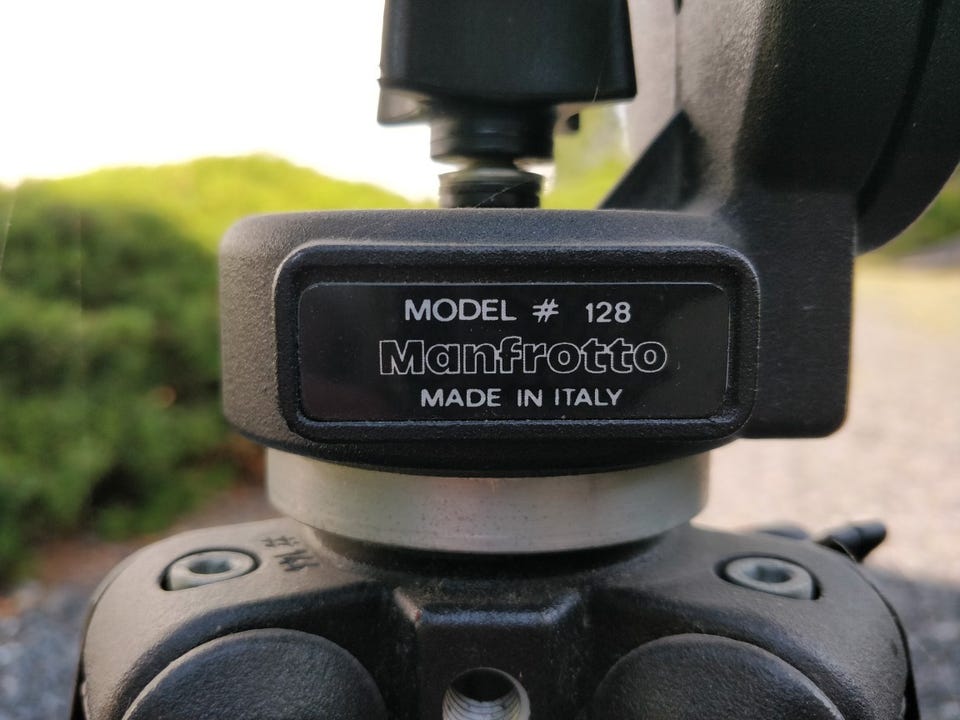 MODEL # 128
Manfrotto
MADE IN ITALY